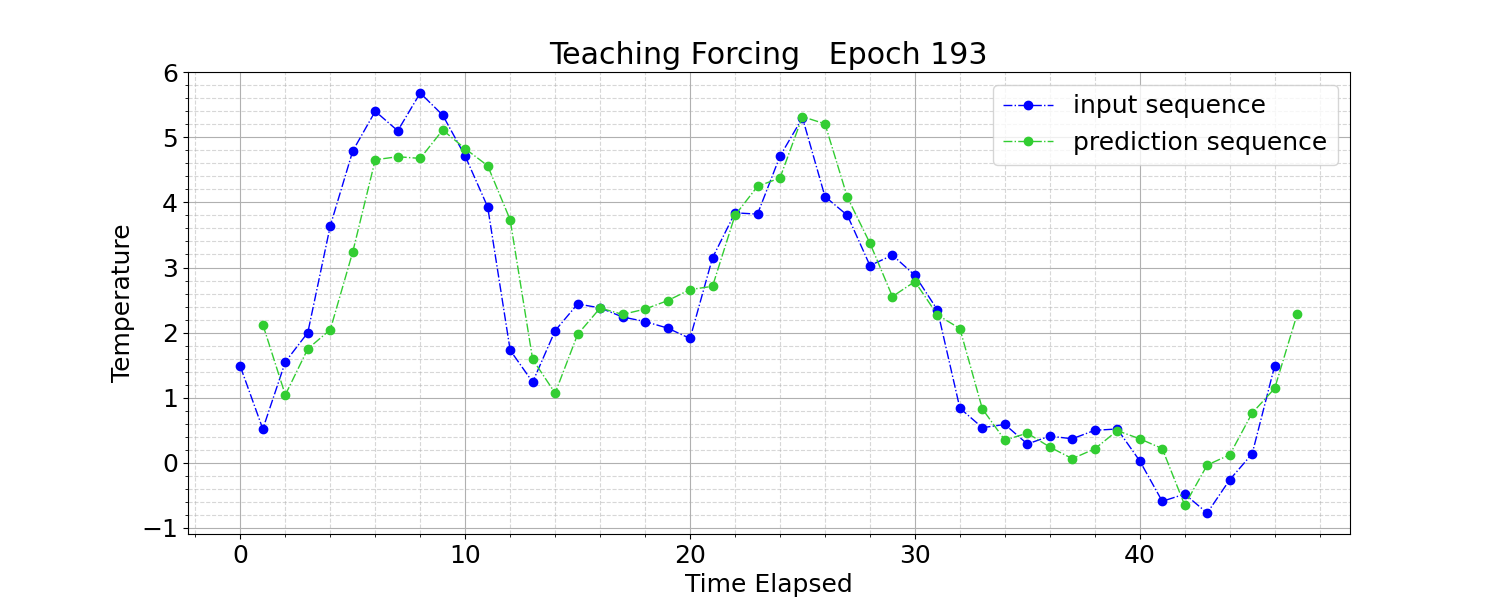 Teaching Forcing   Epoch 193
input sequence
prediction sequence
Temperature
6
5
4
3
2
1
0
−1
0 10 20 30 40
Time Elapsed